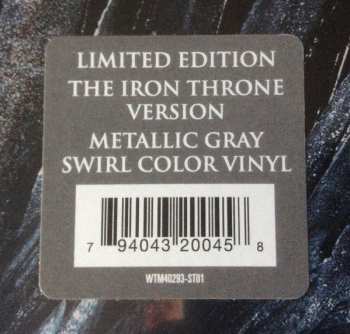 LIMITED EDITION
THE IRON THRONE
VERSION
METALLIC GRAY
SWIRL COLOR VINYL
7 94043 20045 8
WTM40293-ST01